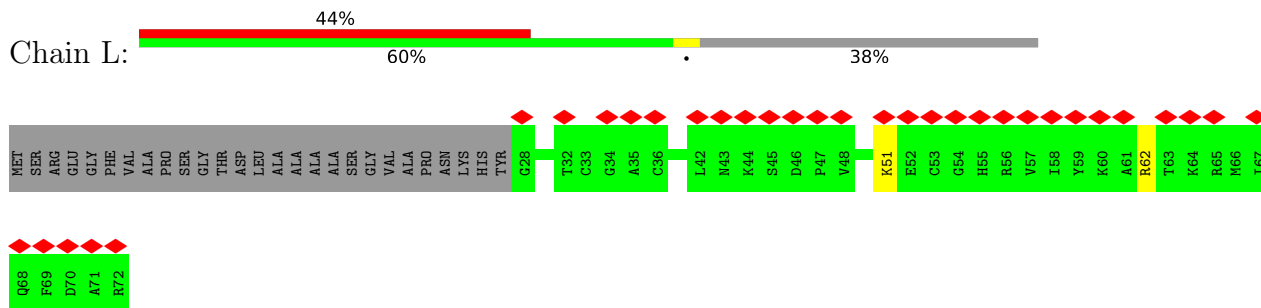 44%
Chain L:
60% • 38%
MET SER ARG GLU GLY PHE VAL ALA PRO SER GLY THR ASP LEU ALA ALA ALA ALA SER GLY VAL ALA PRO ASN LYS HIS TYR G28 T32 C33 G34 A35 C36 L42 N43 K44 S45 D46 P47 V48 K51 E52 C53 G54 H55 R56 V57 I58 Y59 K60 A61 R62 T63 K64 R65 M66 I67
Q68 F69 D70 A71 R72